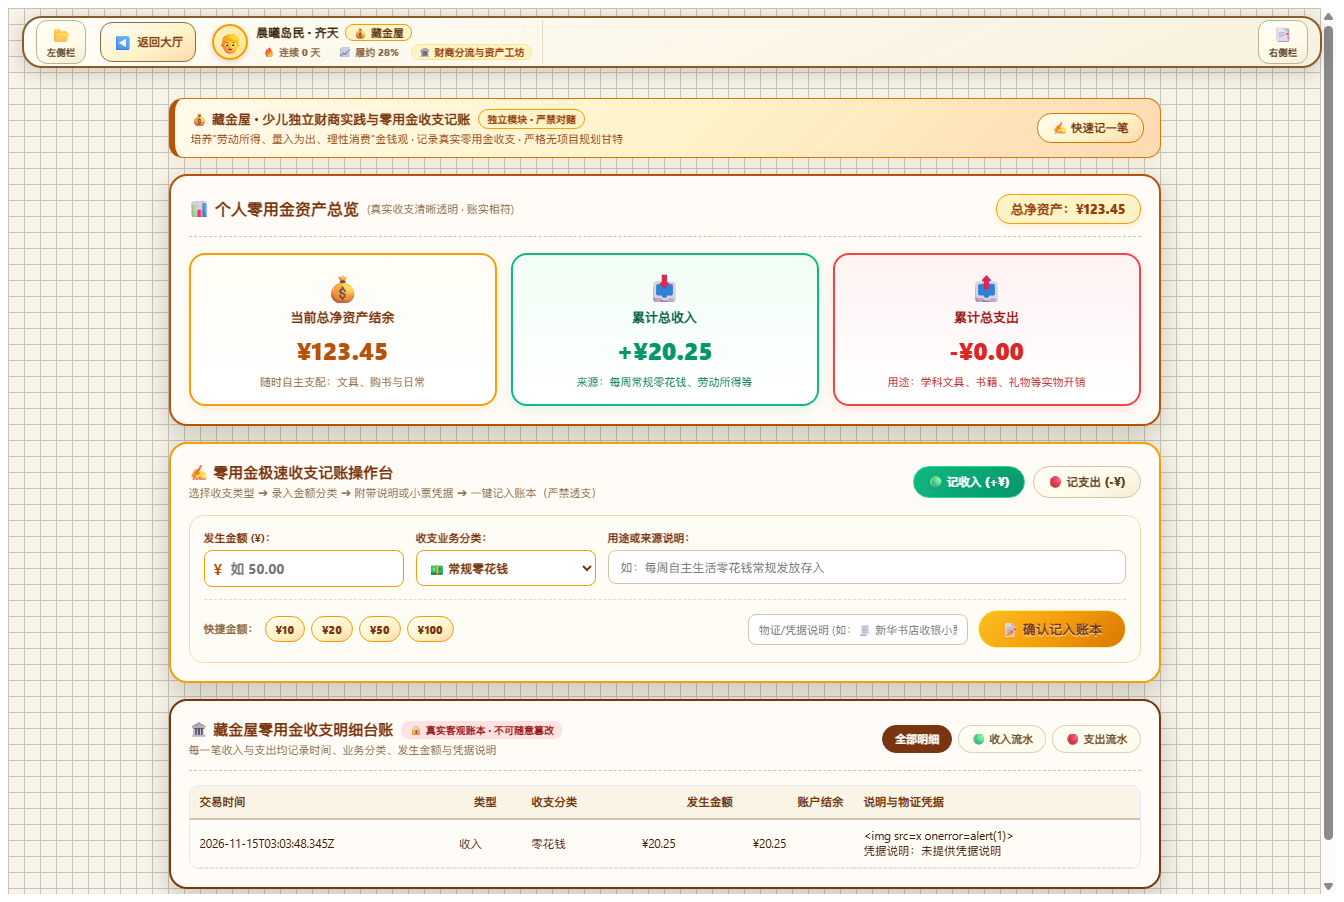 左侧栏
返回大厅
晨曦岛民·齐天 藏金屋
连续 0 天 履约 28% 财商分流与资产工坊
右侧栏
藏金屋·少儿独立财商实践与零用金收支记账 独立模块·严禁对赌
培养"劳动所得、量入为出、理性消费"金钱观·记录真实零用金收支·严格无项目规划甘特
快速记一笔
个人零用金资产总览 (真实收支清晰透明·账实相符)
总净资产：¥123.45
当前总净资产结余
¥123.45
随时自主支配：文具、购书与日常
累计总收入
+¥20.25
来源：每周常规零花钱、劳动所得等
累计总支出
-¥0.00
用途：学科文具、书籍、礼物等实物开销
零用金极速收支记账操作台
选择收支类型 ➔ 录入金额分类 ➔ 附带说明或小票凭据 ➔ 一键记入账本（严禁透支）
记收入 (+¥) 记支出 (-¥)
发生金额 (¥)： 收支业务分类： 用途或来源说明：
¥ 如 50.00 常规零花钱 如：每周自主生活零花钱常规发放存入
快捷金额： ¥10 ¥20 ¥50 ¥100 物证/凭据说明 (如： 新华书店收银小票 确认记入账本
藏金屋零用金收支明细台账 真实客观账本·不可随意篡改
每一笔收入与支出均记录时间、业务分类、发生金额与凭据说明
全部明细 收入流水 支出流水
交易时间 类型 收支分类 发生金额 账户结余 说明与物证凭据
2026-11-15T03:03:48.345Z 收入 零花钱 ¥20.25 ¥20.25 <img src=x onerror=alert(1)>
凭据说明：未提供凭据说明